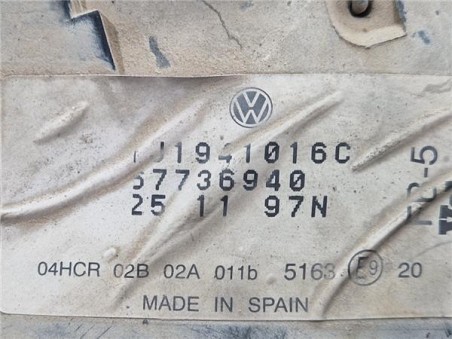 1J1941016C
67736940
25 11 97N
04HCR 02B 02A 011b 5163 E9 20
MADE IN SPAIN